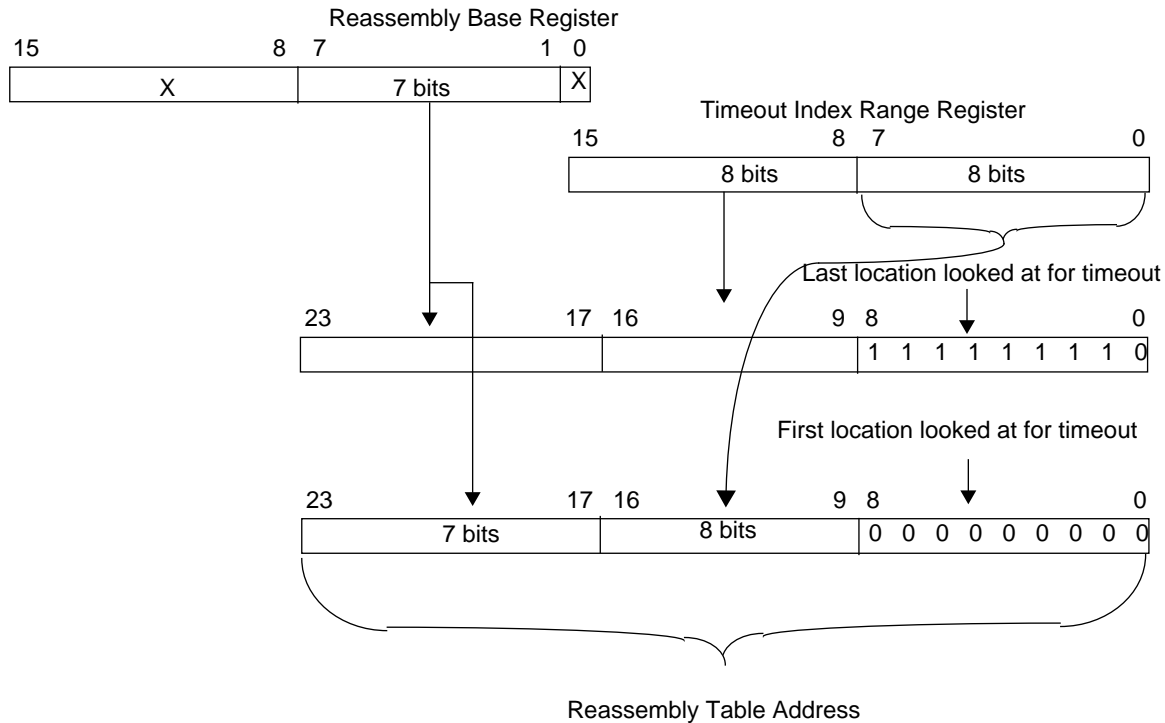 Reassembly Base Register
15 8 7 1 0
X 7 bits X
Timeout Index Range Register
15 8 7 0
8 bits 8 bits
Last location looked at for timeout
23 17 16 9 8 0
1 1 1 1 1 1 1 1 0
First location looked at for timeout
23 17 16 9 8 0
7 bits 8 bits 0 0 0 0 0 0 0 0 0
Reassembly Table Address